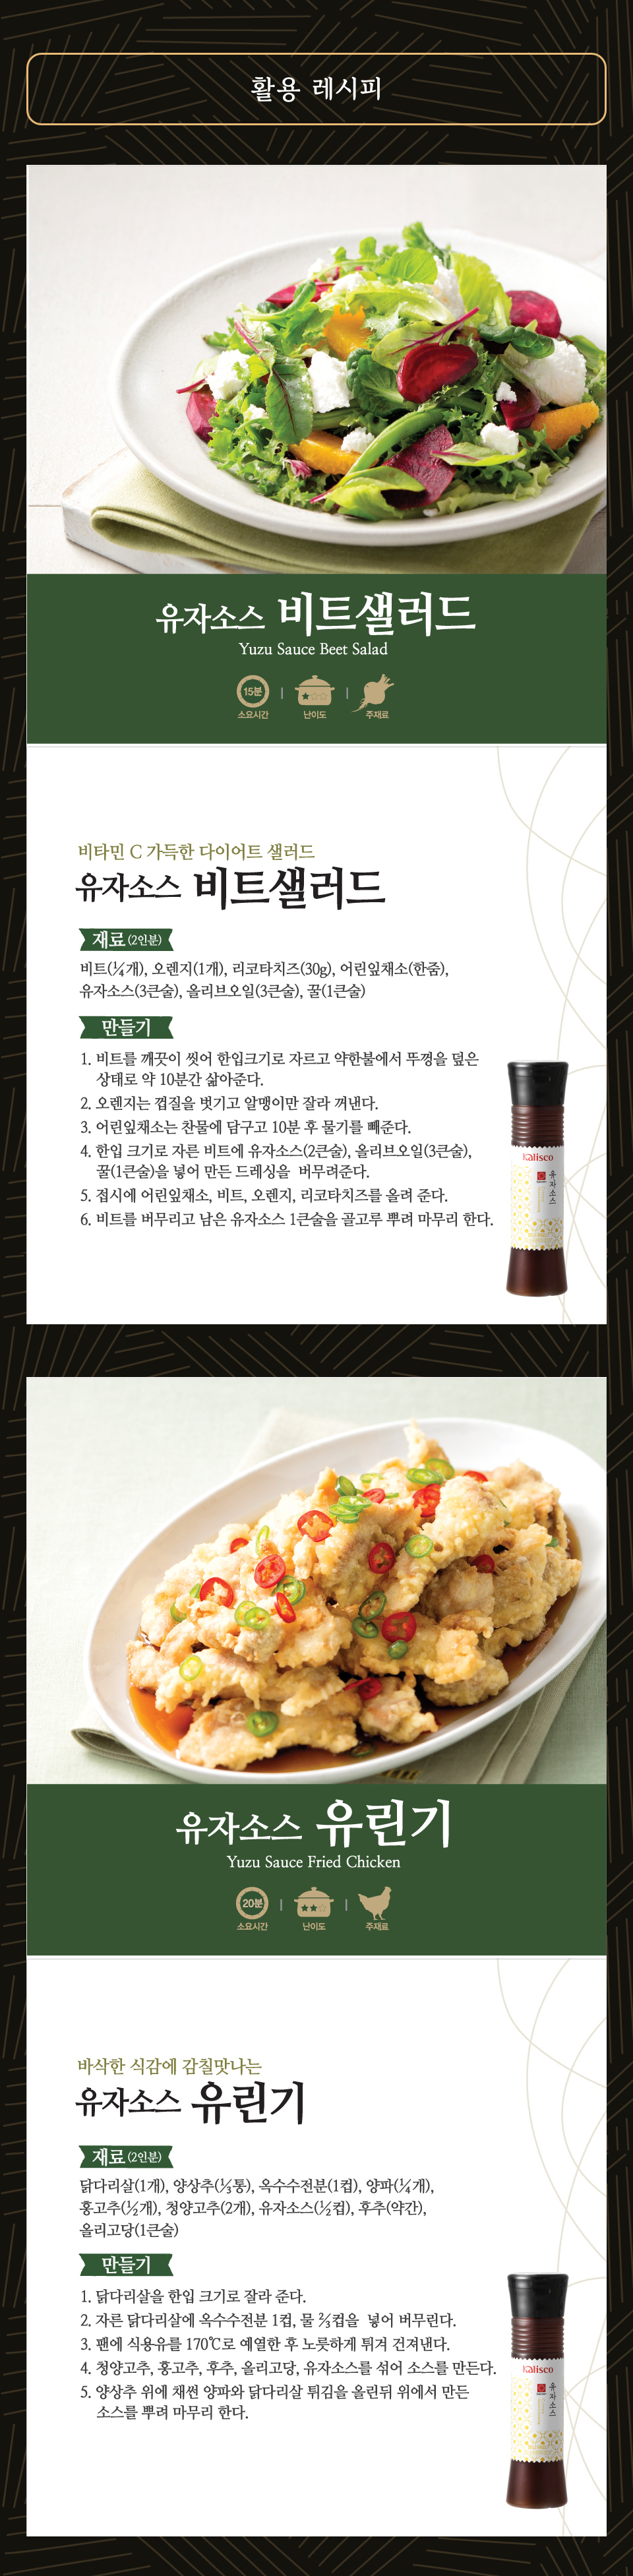 활용 레시피
유자소스 비트샐러드
Yuzu Sauce Beet Salad
15분
소요시간 난이도 주재료
비타민 C 가득한 다이어트 샐러드
유자소스 비트샐러드
재료 (2인분)
비트(¼개), 오렌지(1개), 리코타치즈(30g), 어린잎채소(한줌),
유자소스(3큰술), 올리브오일(3큰술), 꿀(1큰술)
만들기
1. 비트를 깨끗이 씻어 한입크기로 자르고 약한불에서 뚜껑을 덮은
상태로 약 10분간 삶아준다.
2. 오렌지는 껍질을 벗기고 알맹이만 잘라 꺼낸다.
3. 어린잎채소는 찬물에 담구고 10분 후 물기를 빼준다.
4. 한입 크기로 자른 비트에 유자소스(2큰술), 올리브오일(3큰술),
꿀(1큰술)을 넣어 만든 드레싱을 버무려준다.
5. 접시에 어린잎채소, 비트, 오렌지, 리코타치즈를 올려 준다.
6. 비트를 버무리고 남은 유자소스 1큰술을 골고루 뿌려 마무리 한다.
Kalisco
유자소스
유자소스 유린기
Yuzu Sauce Fried Chicken
20분
소요시간 난이도 주재료
바삭한 식감에 감칠맛나는
유자소스 유린기
재료 (2인분)
닭다리살(1개), 양상추(⅓통), 옥수수전분(1컵), 양파(¼개),
홍고추(½개), 청양고추(2개), 유자소스(½컵), 후추(약간),
올리고당(1큰술)
만들기
1. 닭다리살을 한입 크기로 잘라 준다.
2. 자른 닭다리살에 옥수수전분 1컵, 물 ⅔컵을 넣어 버무린다.
3. 팬에 식용유를 170℃로 예열한 후 노릇하게 튀겨 건져낸다.
4. 청양고추, 홍고추, 후추, 올리고당, 유자소스를 섞어 소스를 만든다.
5. 양상추 위에 채썬 양파와 닭다리살 튀김을 올린뒤 위에서 만든
소스를 뿌려 마무리 한다.
Kalisco
유자소스